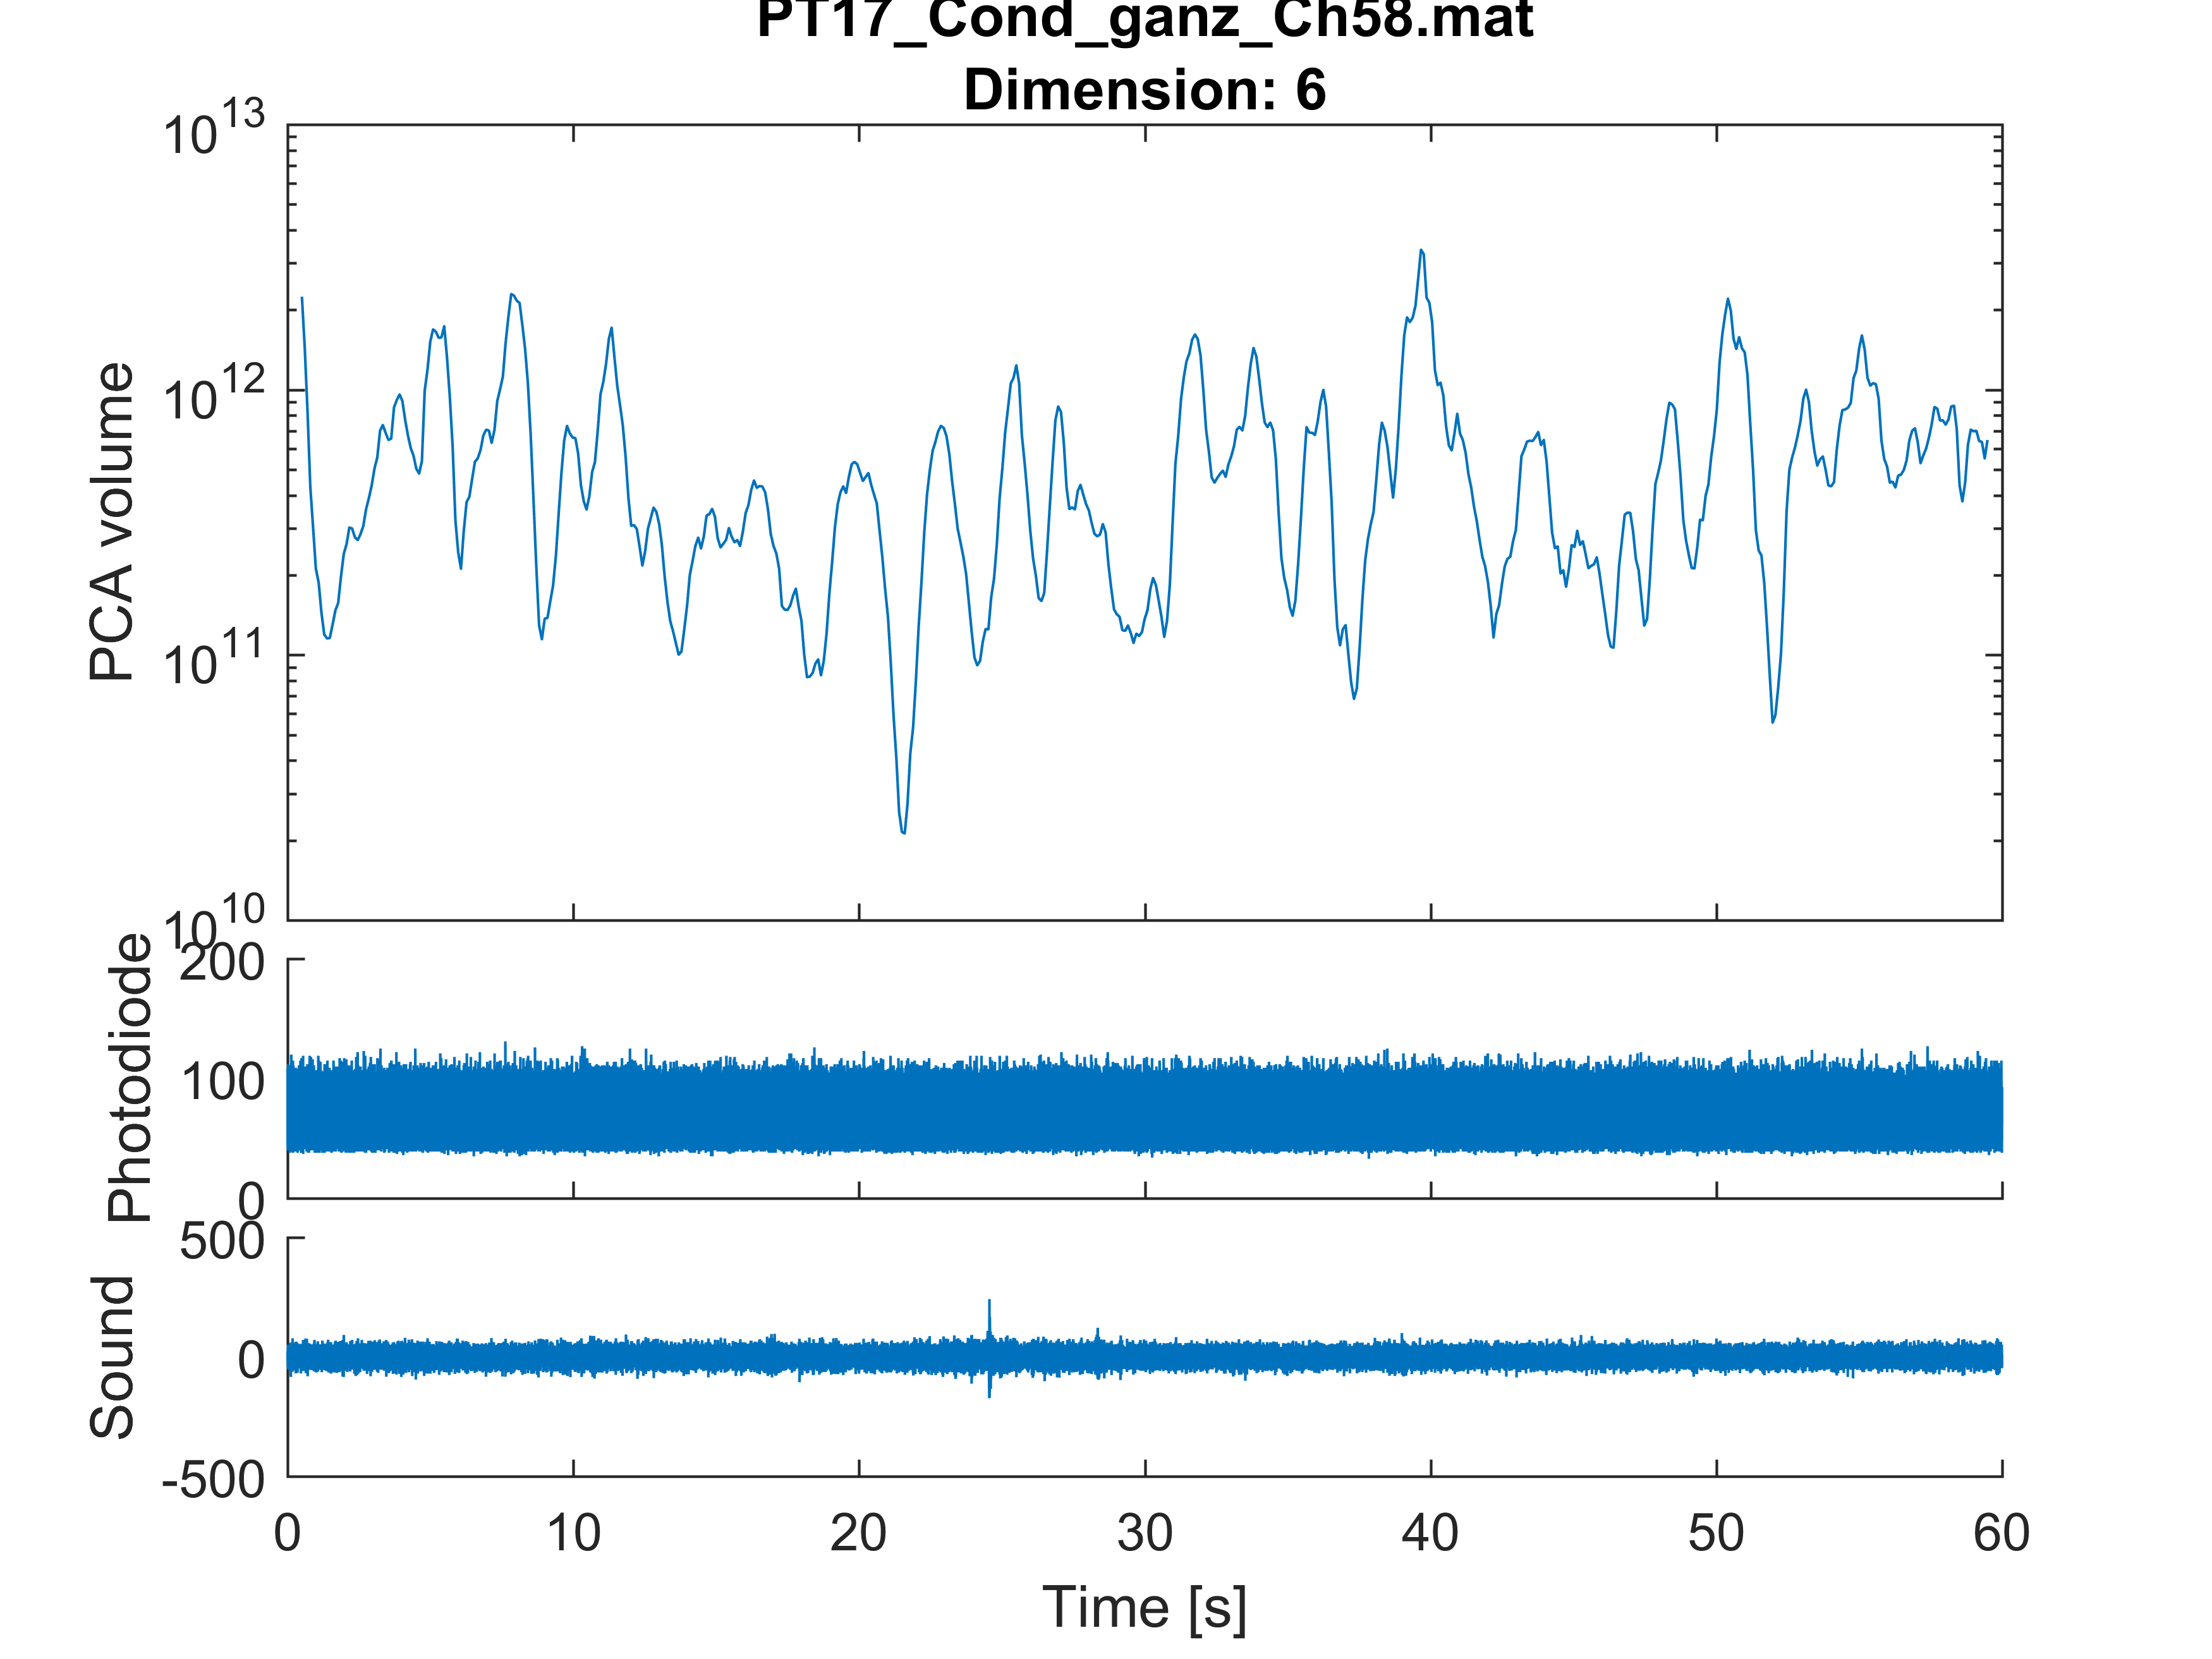 PT17_Cond_ganz_Ch58.mat
Dimension: 6
PCA volume
10^13
10^12
10^11
10^10
Photodiode
200
100
0
Sound
500
0
-500
0 10 20 30 40 50 60
Time [s]